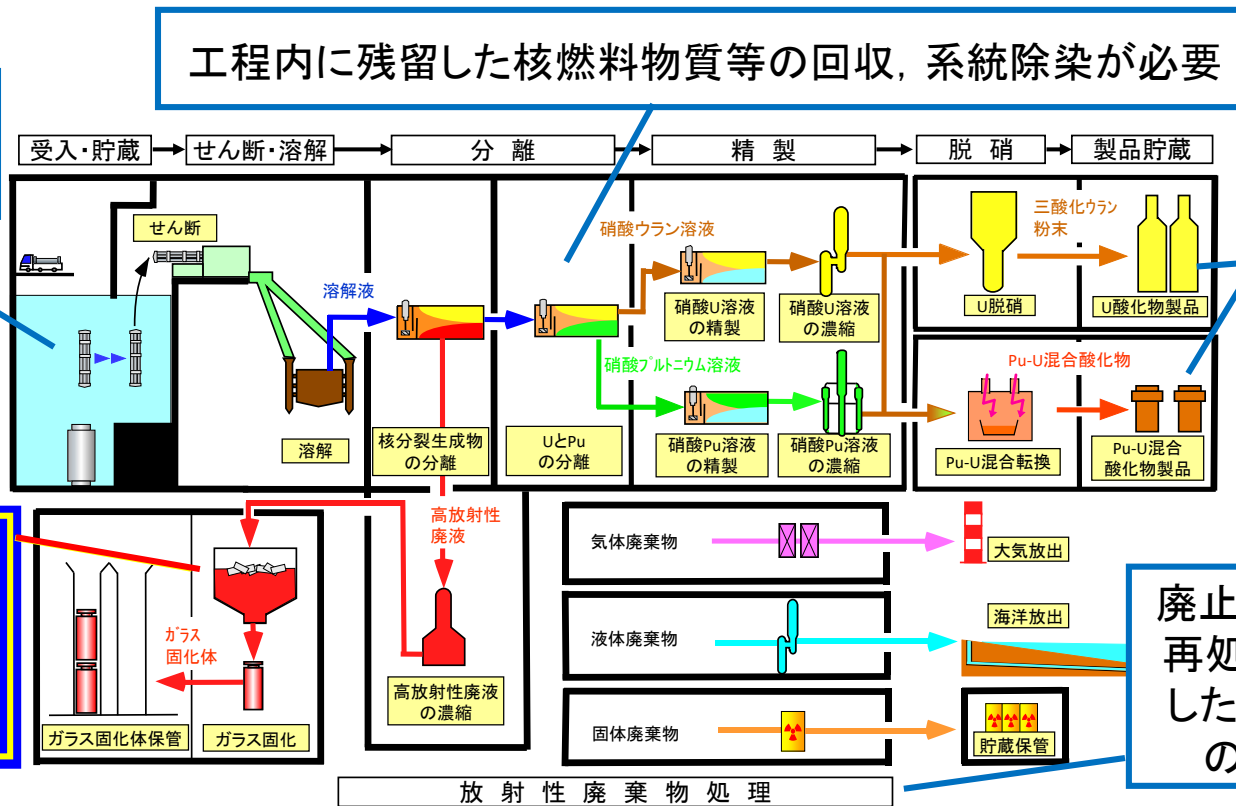 工程内に残留した核燃料物質等の回収，系統除染が必要
受入・貯蔵
せん断・溶解
分離
精製
脱硝
製品貯蔵
せん断
溶解液
溶解
核分裂生成物
の分離
UとPu
の分離
硝酸ウラン溶液
硝酸U溶液
の精製
硝酸U溶液
の濃縮
硝酸プルトニウム溶液
硝酸Pu溶液
の精製
硝酸Pu溶液
の濃縮
U脱硝
三酸化ウラン
粉末
U酸化物製品
Pu-U混合酸化物
Pu-U混合転換
Pu-U混合
酸化物製品
高放射性
廃液
高放射性廃液
の濃縮
ガラス
固化体
ガラス固化体保管
ガラス固化
気体廃棄物
大気放出
液体廃棄物
海洋放出
固体廃棄物
貯蔵保管
廃止
再処
した
の
放射性廃棄物処理